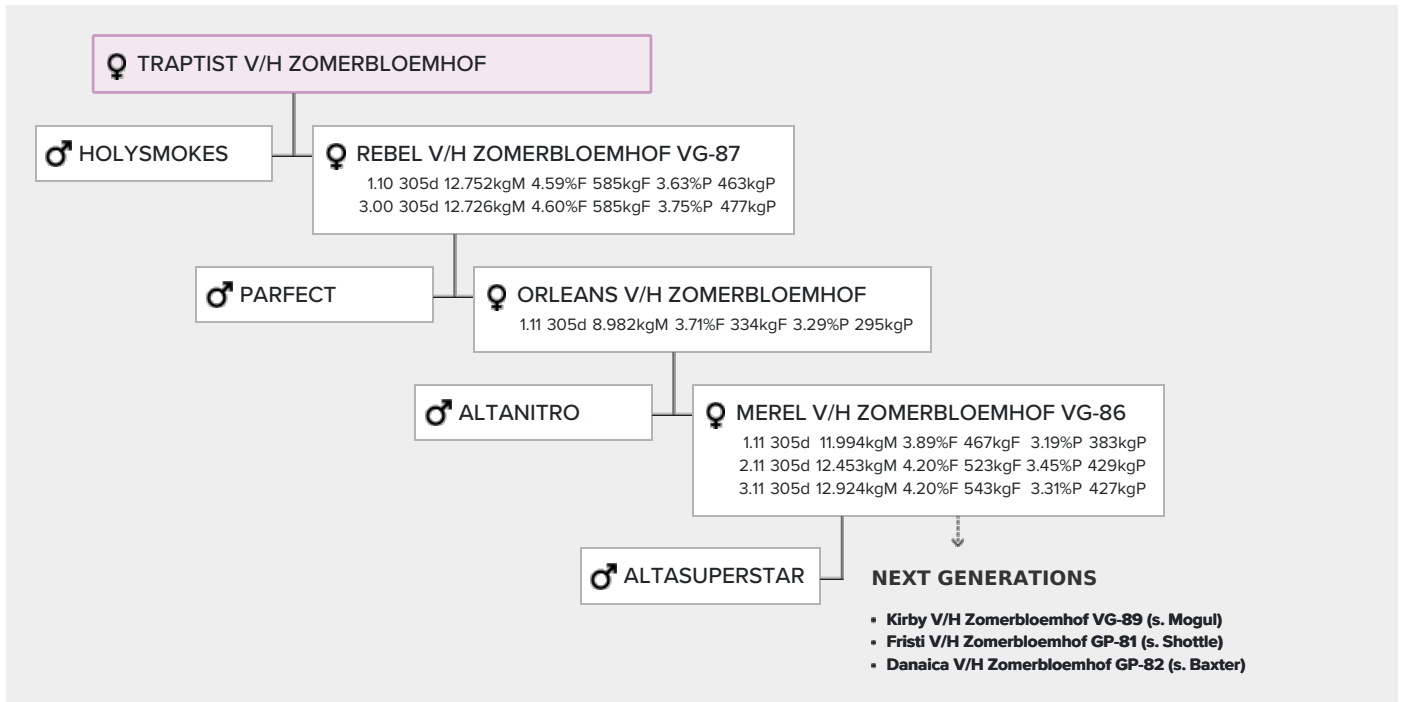 TRAPTIST V/H ZOMERBLOEMHOF
HOLYSMOKES
REBEL V/H ZOMERBLOEMHOF VG-87
1.10 305d 12.752kgM 4.59%F 585kgF 3.63%P 463kgP
3.00 305d 12.726kgM 4.60%F 585kgF 3.75%P 477kgP
PARFECT
ORLEANS V/H ZOMERBLOEMHOF
1.11 305d 8.982kgM 3.71%F 334kgF 3.29%P 295kgP
ALTANITRO
MEREL V/H ZOMERBLOEMHOF VG-86
1.11 305d 11.994kgM 3.89%F 467kgF 3.19%P 383kgP
2.11 305d 12.453kgM 4.20%F 523kgF 3.45%P 429kgP
3.11 305d 12.924kgM 4.20%F 543kgF 3.31%P 427kgP
ALTASUPERSTAR
NEXT GENERATIONS
• Kirby V/H Zomerbloemhof VG-89 (s. Mogul)
• Fristi V/H Zomerbloemhof GP-81 (s. Shottle)
• Danaica V/H Zomerbloemhof GP-82 (s. Baxter)